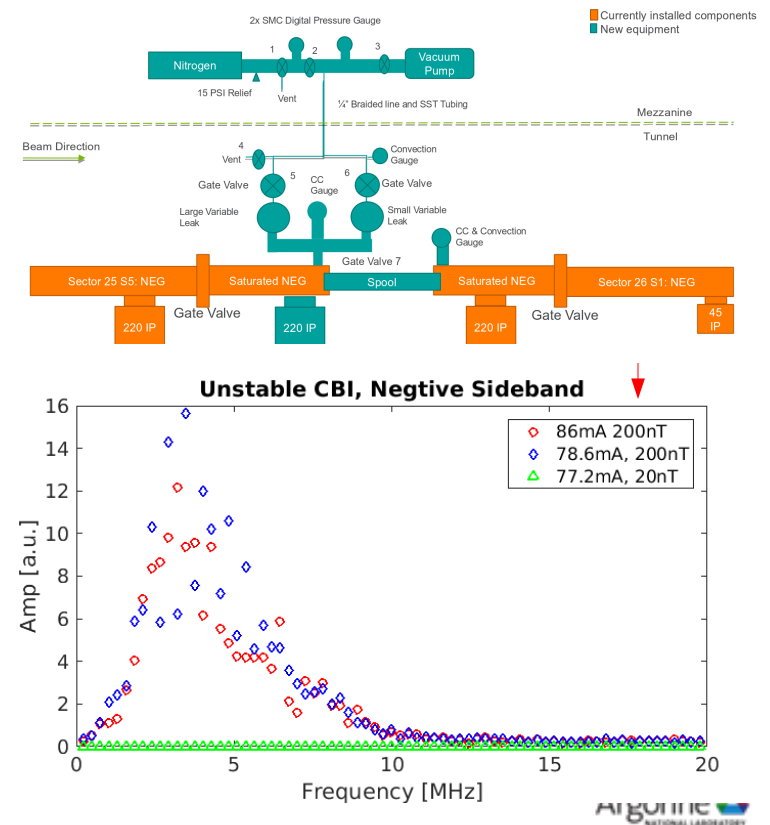 Currently installed components
New equipment
2x SMC Digital Pressure Gauge
1
2
3
Nitrogen
Vacuum
Pump
15 PSI Relief
Vent
¼" Braided line and SST Tubing
Mezzanine
Tunnel
Beam Direction
4
Vent
Convection
Gauge
Gate Valve
5
CC
Gauge
6
Gate Valve
Large Variable
Leak
Small Variable
Leak
CC & Convection
Gauge
Gate Valve 7
Sector 25 S5: NEG
Saturated NEG
Spool
Saturated NEG
Sector 26 S1: NEG
Gate Valve
Gate Valve
220 IP
220 IP
220 IP
45
IP
Unstable CBI, Negtive Sideband
86mA 200nT
78.6mA, 200nT
77.2mA, 20nT
Amp [a.u.]
16
14
12
10
8
6
4
2
0
0
5
10
15
20
Frequency [MHz]
Argonne
NATIONAL LABORATORY